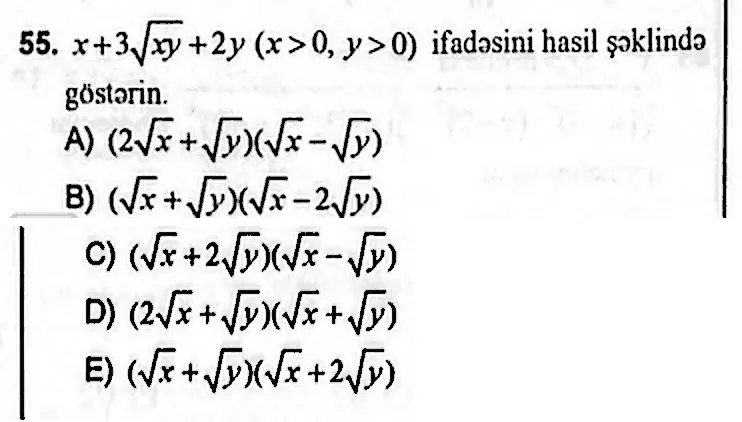 55. x+3√xy+2y (x>0, y>0) ifadəsini hasil şəklində
göstərin.
A) (2√x+√y)(√x−√y)
B) (√x+√y)(√x−2√y)
C) (√x+2√y)(√x−√y)
D) (2√x+√y)(√x+√y)
E) (√x+√y)(√x+2√y)